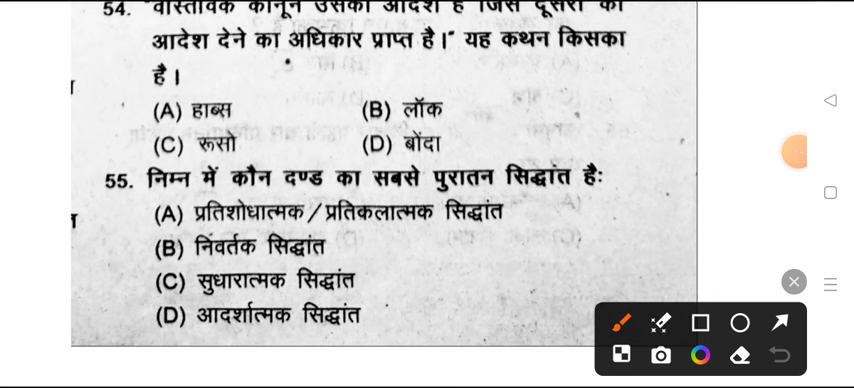 54. "वास्तविक कानून उसका आदेश है जिसे दूसरों को
आदेश देने का अधिकार प्राप्त है।" यह कथन किसका
है।
(A) हाब्स (B) लॉक
(C) रूसो (D) बोंदा
55. निम्न में कौन दण्ड का सबसे पुरातन सिद्धांत है:
(A) प्रतिशोधात्मक/प्रतिकलात्मक सिद्धांत
(B) निवर्तक सिद्धांत
(C) सुधारात्मक सिद्धांत
(D) आदर्शात्मक सिद्धांत